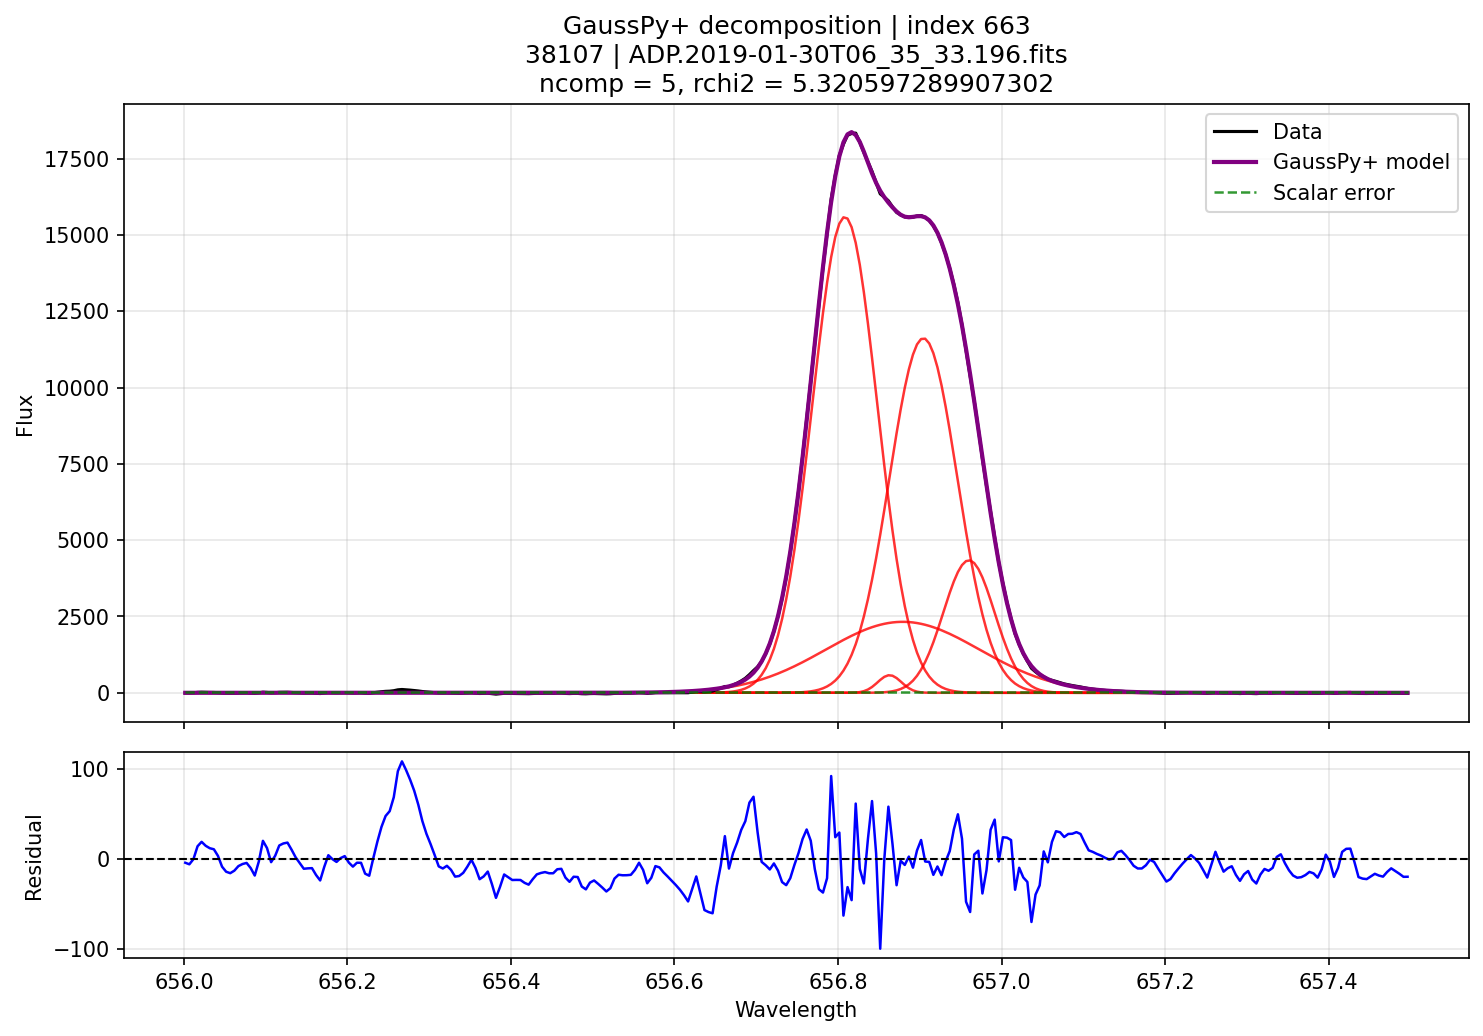 GaussPy+ decomposition | index 663
38107 | ADP.2019-01-30T06_35_33.196.fits
ncomp = 5, rchi2 = 5.320597289907302
Data
GaussPy+ model
Scalar error
Flux
17500
15000
12500
10000
7500
5000
2500
0
Residual
100
0
−100
656.0 656.2 656.4 656.6 656.8 657.0 657.2 657.4
Wavelength